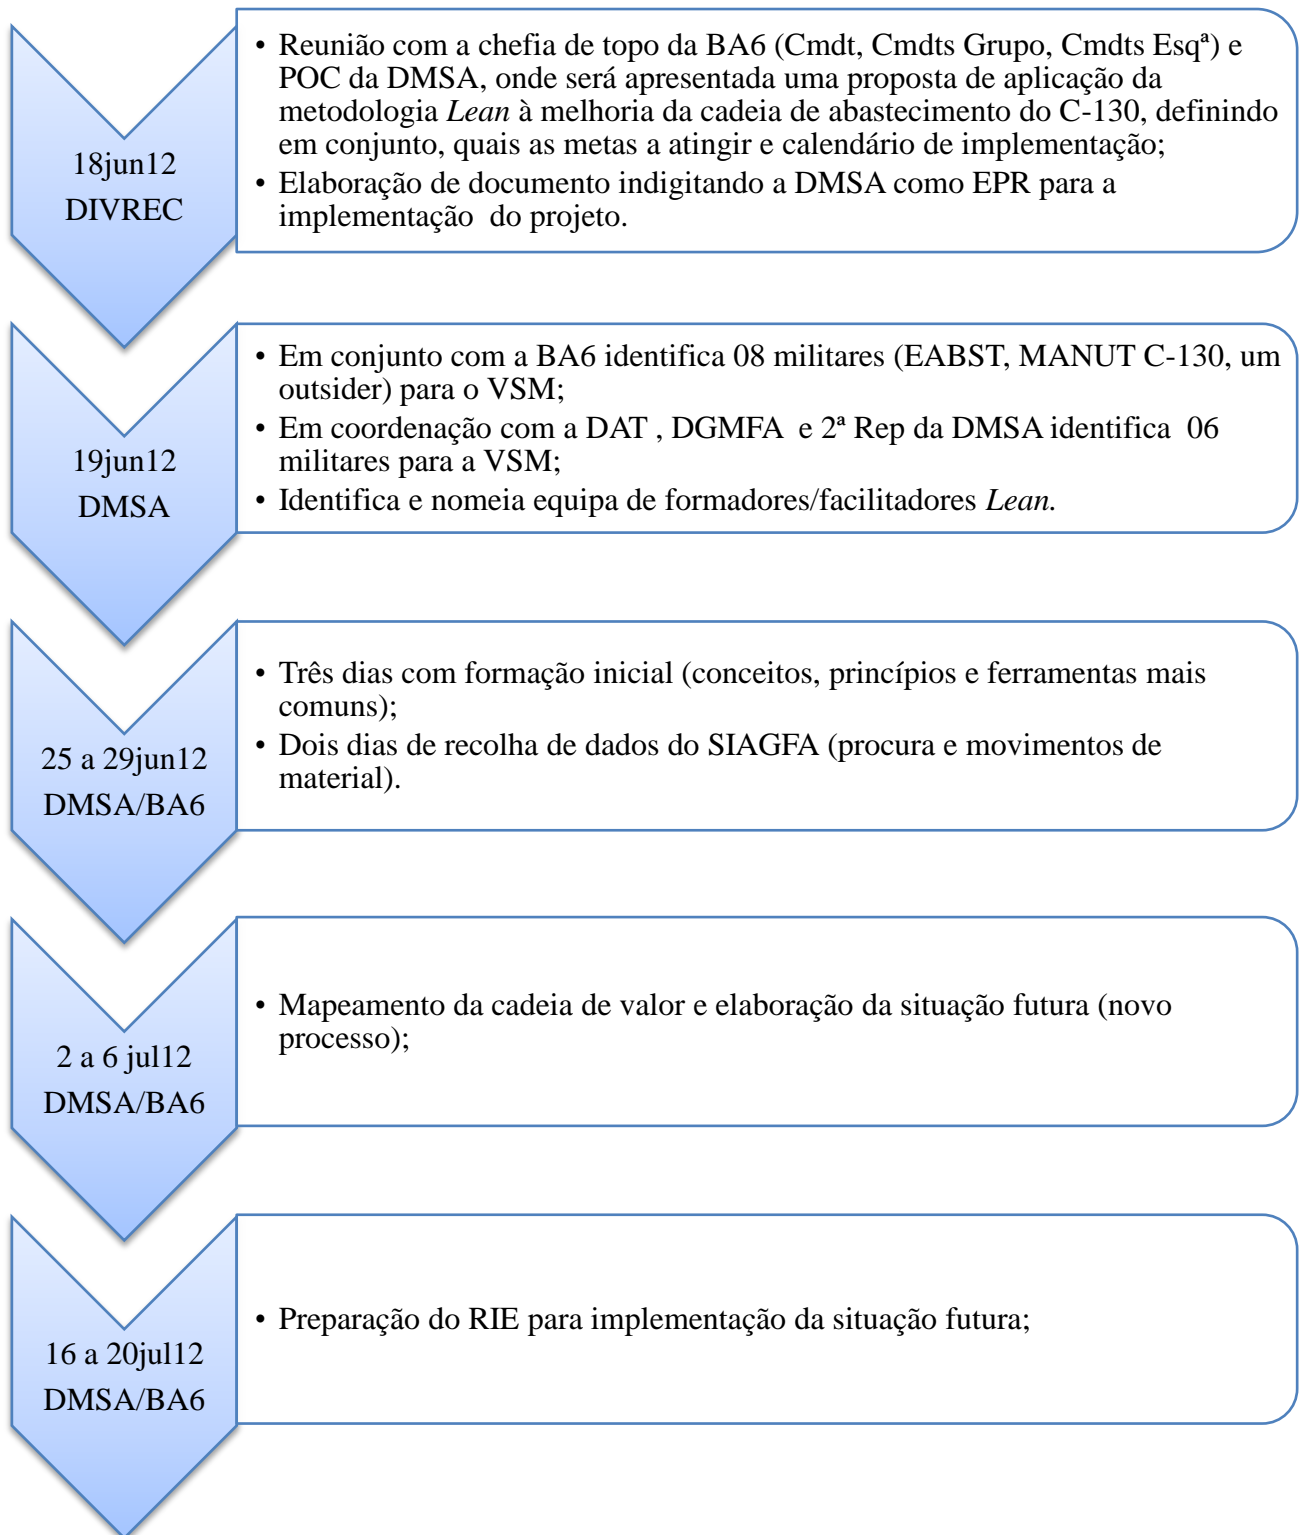 18jun12
DIVREC
• Reunião com a chefia de topo da BA6 (Cmdt, Cmdts Grupo, Cmdts Esqª) e
POC da DMSA, onde será apresentada uma proposta de aplicação da
metodologia Lean à melhoria da cadeia de abastecimento do C-130, definindo
em conjunto, quais as metas a atingir e calendário de implementação;
• Elaboração de documento indigitando a DMSA como EPR para a
implementação do projeto.
19jun12
DMSA
• Em conjunto com a BA6 identifica 08 militares (EABST, MANUT C-130, um
outsider) para o VSM;
• Em coordenação com a DAT , DGMFA e 2ª Rep da DMSA identifica 06
militares para a VSM;
• Identifica e nomeia equipa de formadores/facilitadores Lean.
25 a 29jun12
DMSA/BA6
• Três dias com formação inicial (conceitos, princípios e ferramentas mais
comuns);
• Dois dias de recolha de dados do SIAGFA (procura e movimentos de
material).
2 a 6 jul12
DMSA/BA6
• Mapeamento da cadeia de valor e elaboração da situação futura (novo
processo);
16 a 20jul12
DMSA/BA6
• Preparação do RIE para implementação da situação futura;